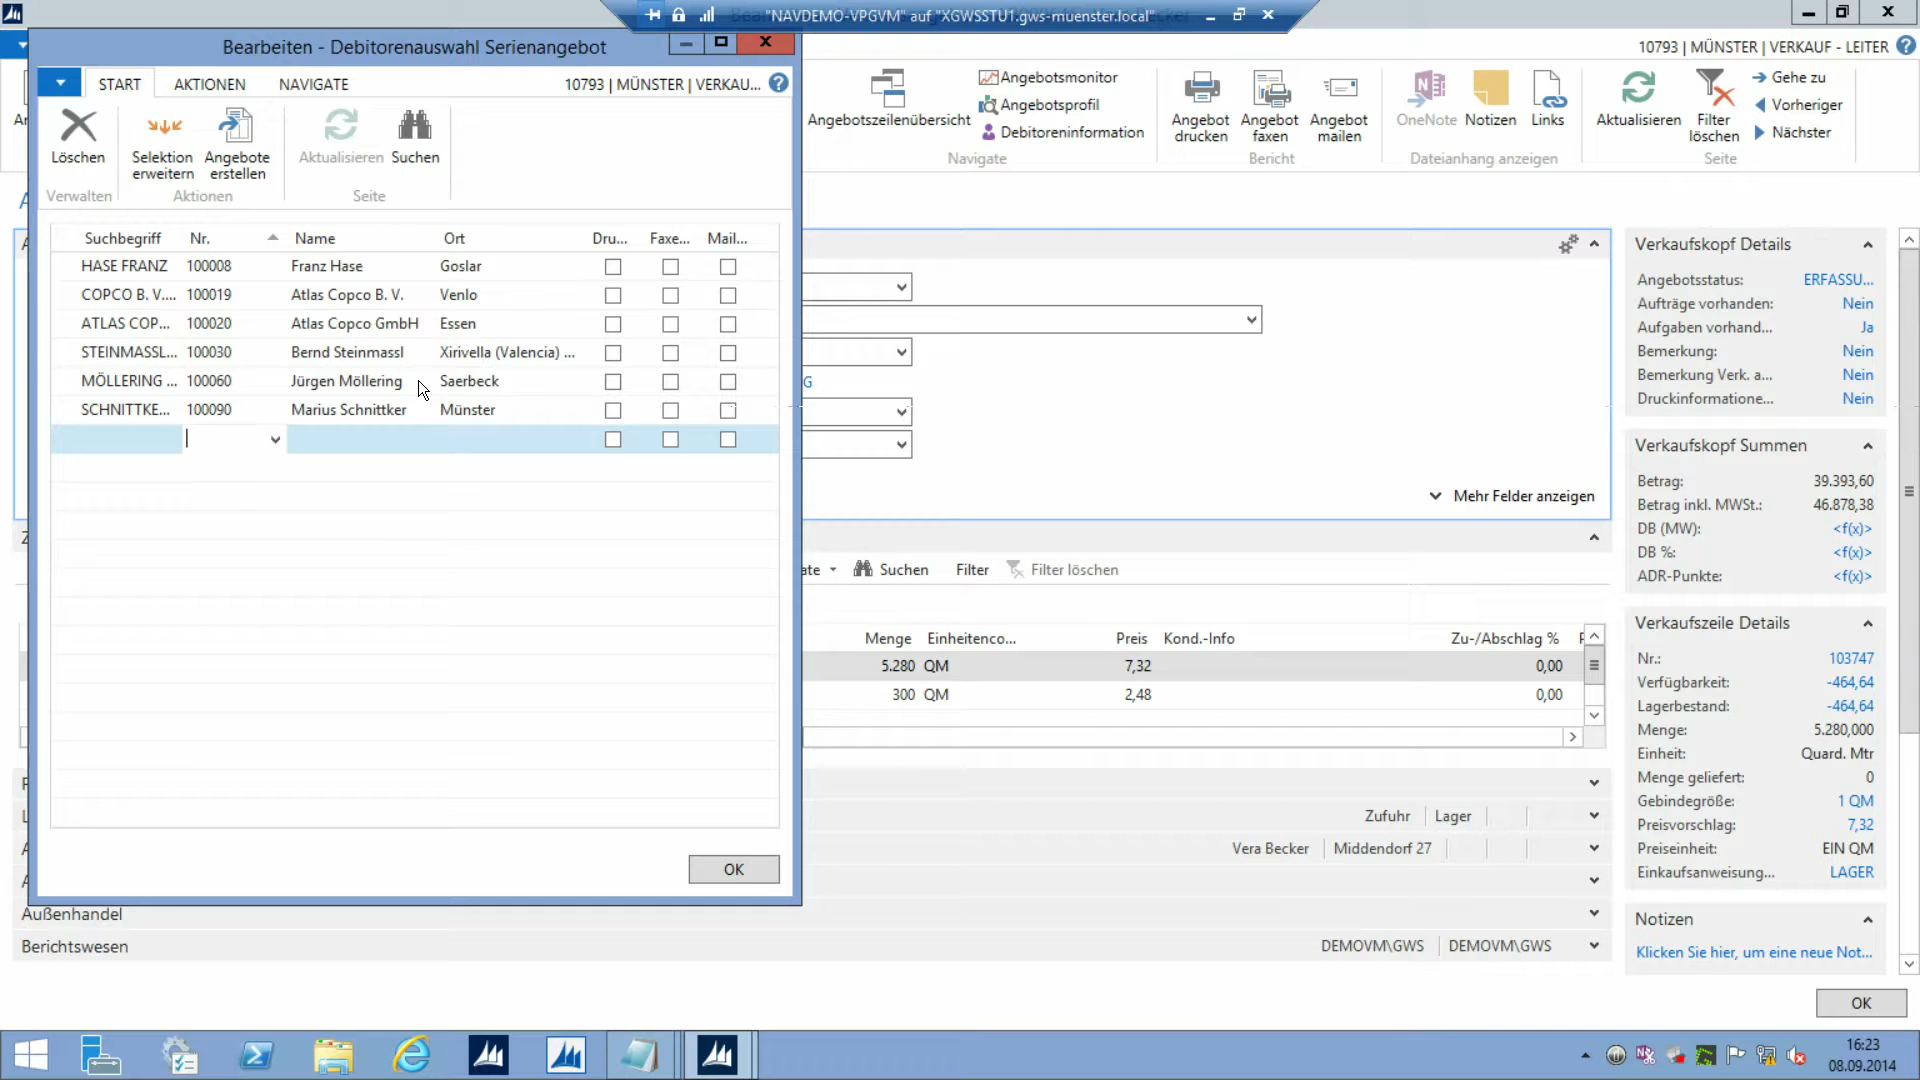 "NAVDEMO-VPGVM" auf "XGWSSTU1.gws-muenster.local"
Bearbeiten - Debitorenauswahl Serienangebot
10793 | MÜNSTER | VERKAUF - LEITER
START AKTIONEN NAVIGATE 10793 | MÜNSTER | VERKAU...
Löschen
Selektion erweitern
Angebote erstellen
Aktualisieren
Suchen
Verwalten
Aktionen
Seite
Angebotszeilenübersicht
Angebotsmonitor
Angebotsprofil
Debitoreninformation
Navigate
Angebot drucken
Angebot faxen
Angebot mailen
Bericht
OneNote
Notizen
Links
Dateianhang anzeigen
Aktualisieren
Filter löschen
Gehe zu
Vorheriger
Nächster
Seite
Suchbegriff Nr. Name Ort Dru... Faxe... Mail...
HASE FRANZ 100008 Franz Hase Goslar
COPCO B. V.... 100019 Atlas Copco B. V. Venlo
ATLAS COP... 100020 Atlas Copco GmbH Essen
STEINMASSL... 100030 Bernd Steinmassl Xirivella (Valencia) ...
MÖLLERING ... 100060 Jürgen Möllering Saerbeck
SCHNITTKE... 100090 Marius Schnittker Münster
OK
G
Mehr Felder anzeigen
ate Suchen Filter Filter löschen
Menge Einheitenco... Preis Kond.-Info Zu-/Abschlag %
5.280 QM 7,32 0,00
300 QM 2,48 0,00
Zufuhr Lager
Vera Becker Middendorf 27
Außenhandel
Berichtswesen DEMOVM\GWS DEMOVM\GWS
Verkaufskopf Details
Angebotsstatus: ERFASSU...
Aufträge vorhanden: Nein
Aufgaben vorhand... Ja
Bemerkung: Nein
Bemerkung Verk. a... Nein
Druckinformatione... Nein
Verkaufskopf Summen
Betrag: 39.393,60
Betrag inkl. MWSt.: 46.878,38
DB (MW): <f(x)>
DB %: <f(x)>
ADR-Punkte: <f(x)>
Verkaufszeile Details
Nr.: 103747
Verfügbarkeit: -464,64
Lagerbestand: -464,64
Menge: 5.280,000
Einheit: Quard. Mtr
Menge geliefert: 0
Gebindegröße: 1 QM
Preisvorschlag: 7,32
Preiseinheit: EIN QM
Einkaufsanweisung... LAGER
Notizen
Klicken Sie hier, um eine neue Not...
OK
16:23
08.09.2014